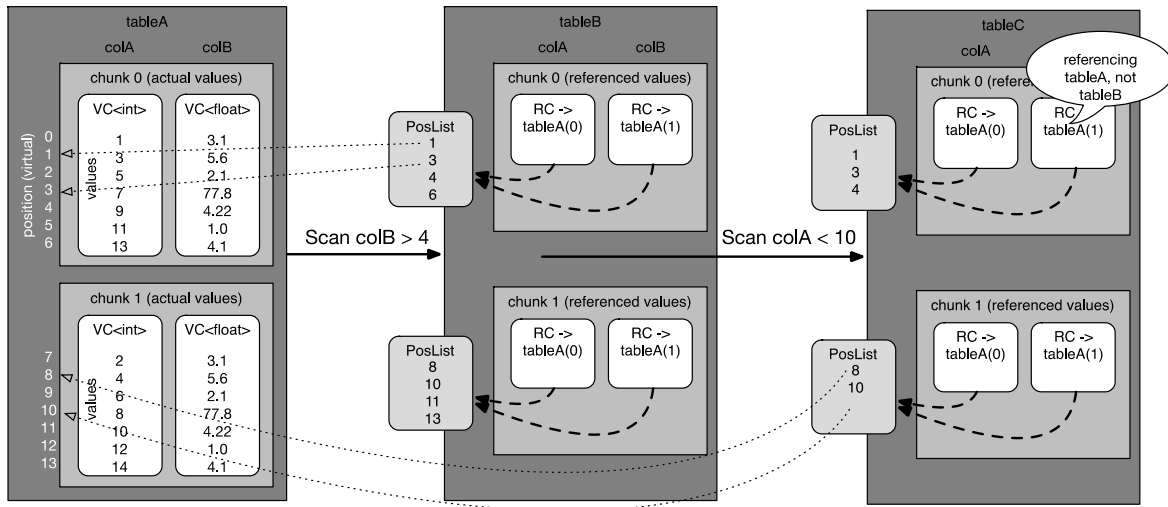 tableA
colA
colB
chunk 0 (actual values)
VC<int>
VC<float>
position (virtual)
values
0
1
2
3
4
5
6
1
3
5
7
9
11
13
3.1
5.6
2.1
77.8
4.22
1.0
4.1
chunk 1 (actual values)
VC<int>
VC<float>
values
7
8
9
10
11
12
13
2
4
6
8
10
12
14
3.1
5.6
2.1
77.8
4.22
1.0
4.1
Scan colB > 4
tableB
colA
colB
chunk 0 (referenced values)
PosList
1
3
4
6
RC ->
tableA(0)
RC ->
tableA(1)
chunk 1 (referenced values)
PosList
8
10
11
13
RC ->
tableA(0)
RC ->
tableA(1)
Scan colA < 10
tableC
colA
referencing
tableA, not
tableB
chunk 0 (refere
PosList
1
3
4
RC ->
tableA(0)
RC
tableA(1)
chunk 1 (referenced values)
PosList
8
10
RC ->
tableA(0)
RC ->
tableA(1)